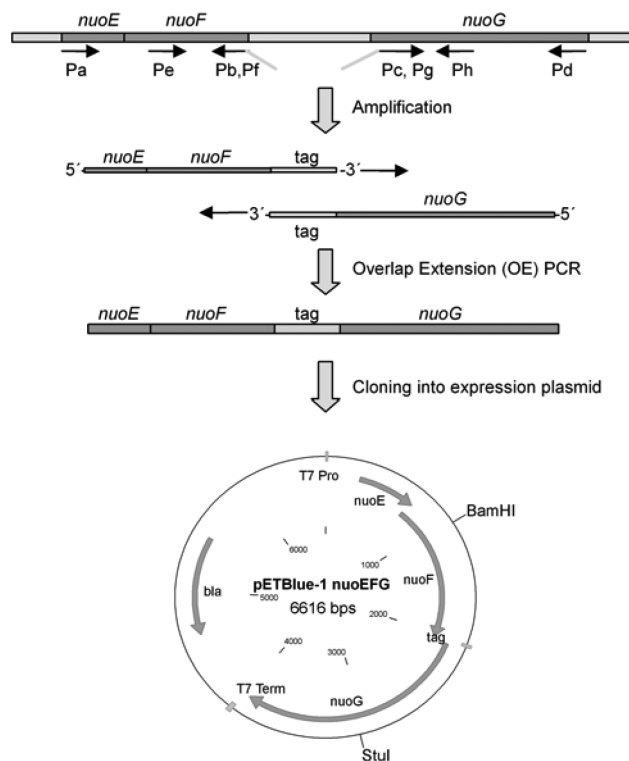 nuoE nuoF nuoG
Pa Pe Pb,Pf Pc, Pg Ph Pd
Amplification
5´ nuoE nuoF tag -3´
3´ nuoG -5´
tag
Overlap Extension (OE) PCR
nuoE nuoF tag nuoG
Cloning into expression plasmid
T7 Pro
nuoE
BamHI
I
6000
1000
pETBlue-1 nuoEFG
nuoF
bla
5000
6616 bps
2000
tag
4000
3000
T7 Term
nuoG
StuI